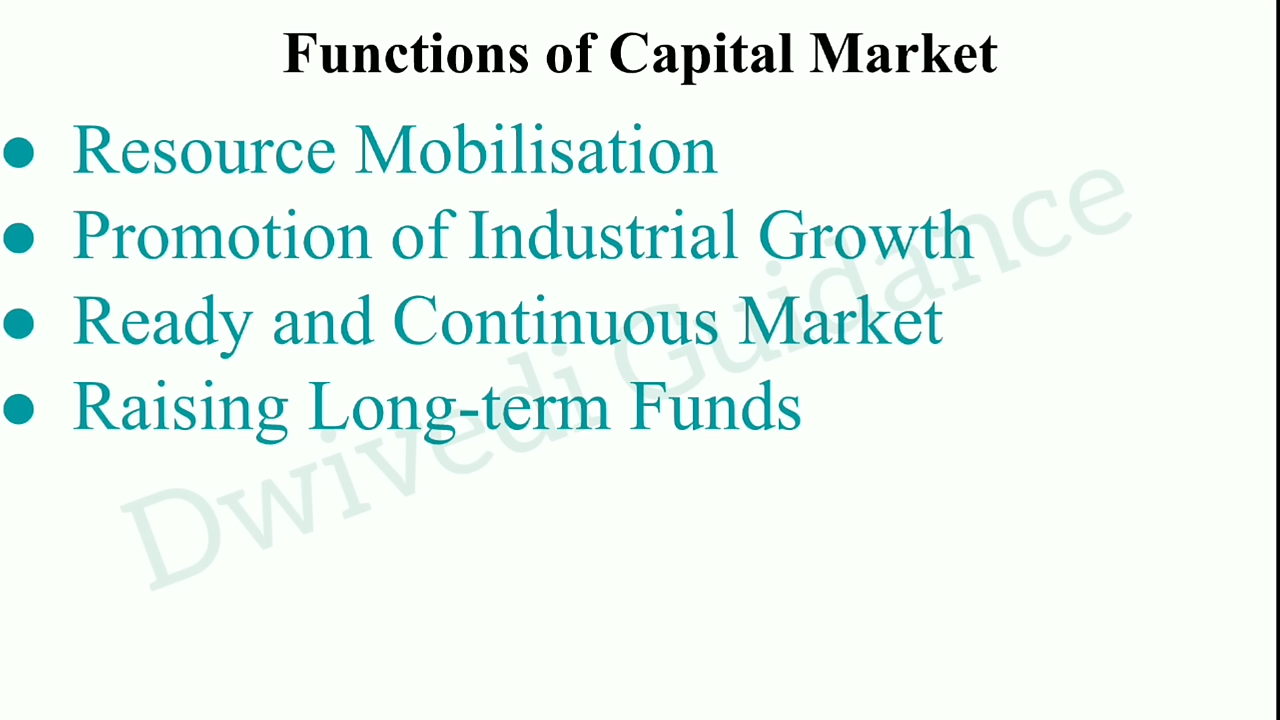 Functions of Capital Market
● Resource Mobilisation
● Promotion of Industrial Growth
● Ready and Continuous Market
● Raising Long-term Funds
Dwivedi Guidance